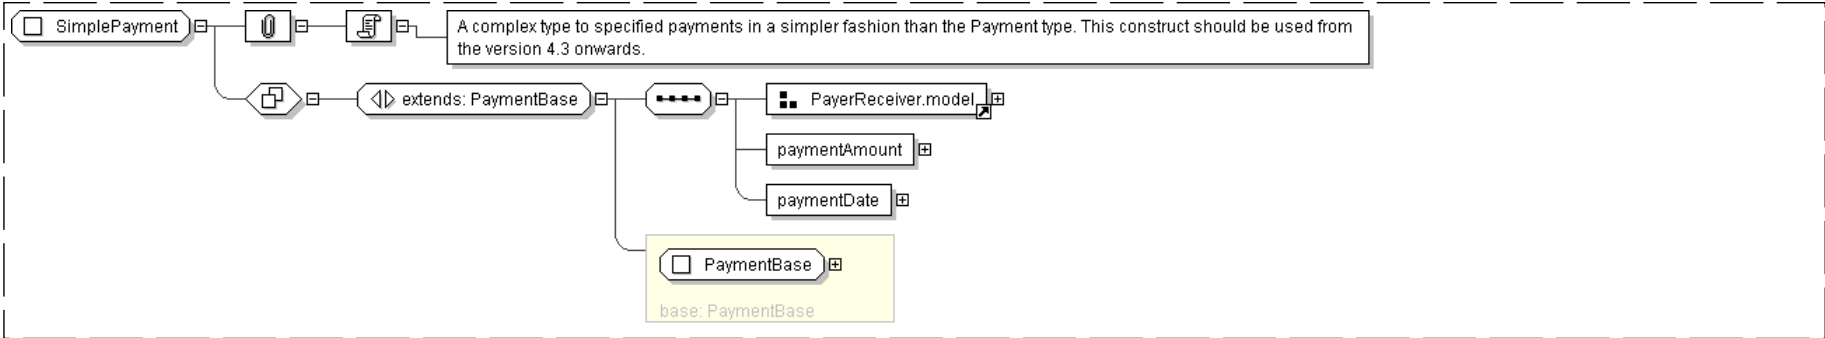 SimplePayment
A complex type to specified payments in a simpler fashion than the Payment type. This construct should be used from
the version 4.3 onwards.
extends: PaymentBase
PayerReceiver.model
paymentAmount
paymentDate
PaymentBase
base: PaymentBase